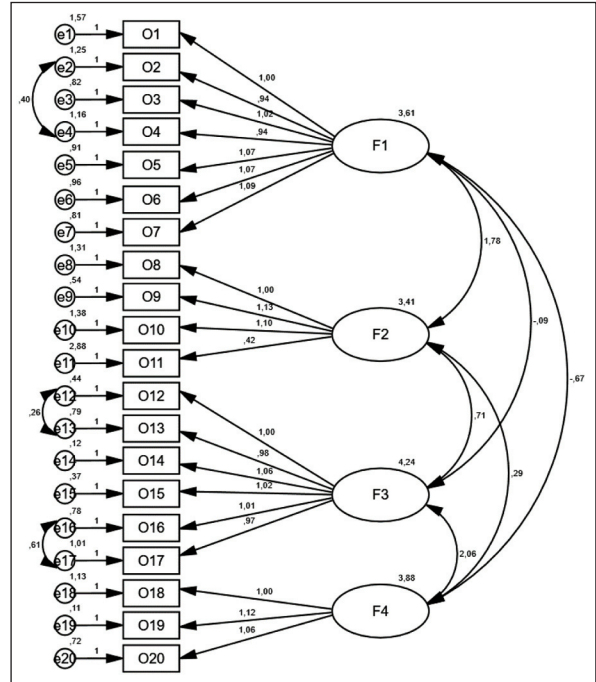 1,57
e1 1 O1
1,25
e2 1 O2
,82
e3 1 O3
1,16
e4 1 O4
,91
e5 1 O5
,96
e6 1 O6
,81
e7 1 O7
1,31
e8 1 O8
,54
e9 1 O9
1,38
e10 1 O10
2,88
e11 1 O11
,44
e12 1 O12
,79
e13 1 O13
,12
e14 1 O14
,37
e15 1 O15
,78
e16 1 O16
1,01
e17 1 O17
1,13
e18 1 O18
,11
e19 1 O19
,72
e20 1 O20
,40
,26
,61
1,00
,94
1,02
,94
1,07
1,07
1,09
3,61
F1
1,00
1,13
1,10
,42
3,41
F2
1,00
,98
1,06
1,02
1,01
,97
4,24
F3
1,00
1,12
1,06
3,88
F4
1,78
-,09
-,67
,71
,29
2,06